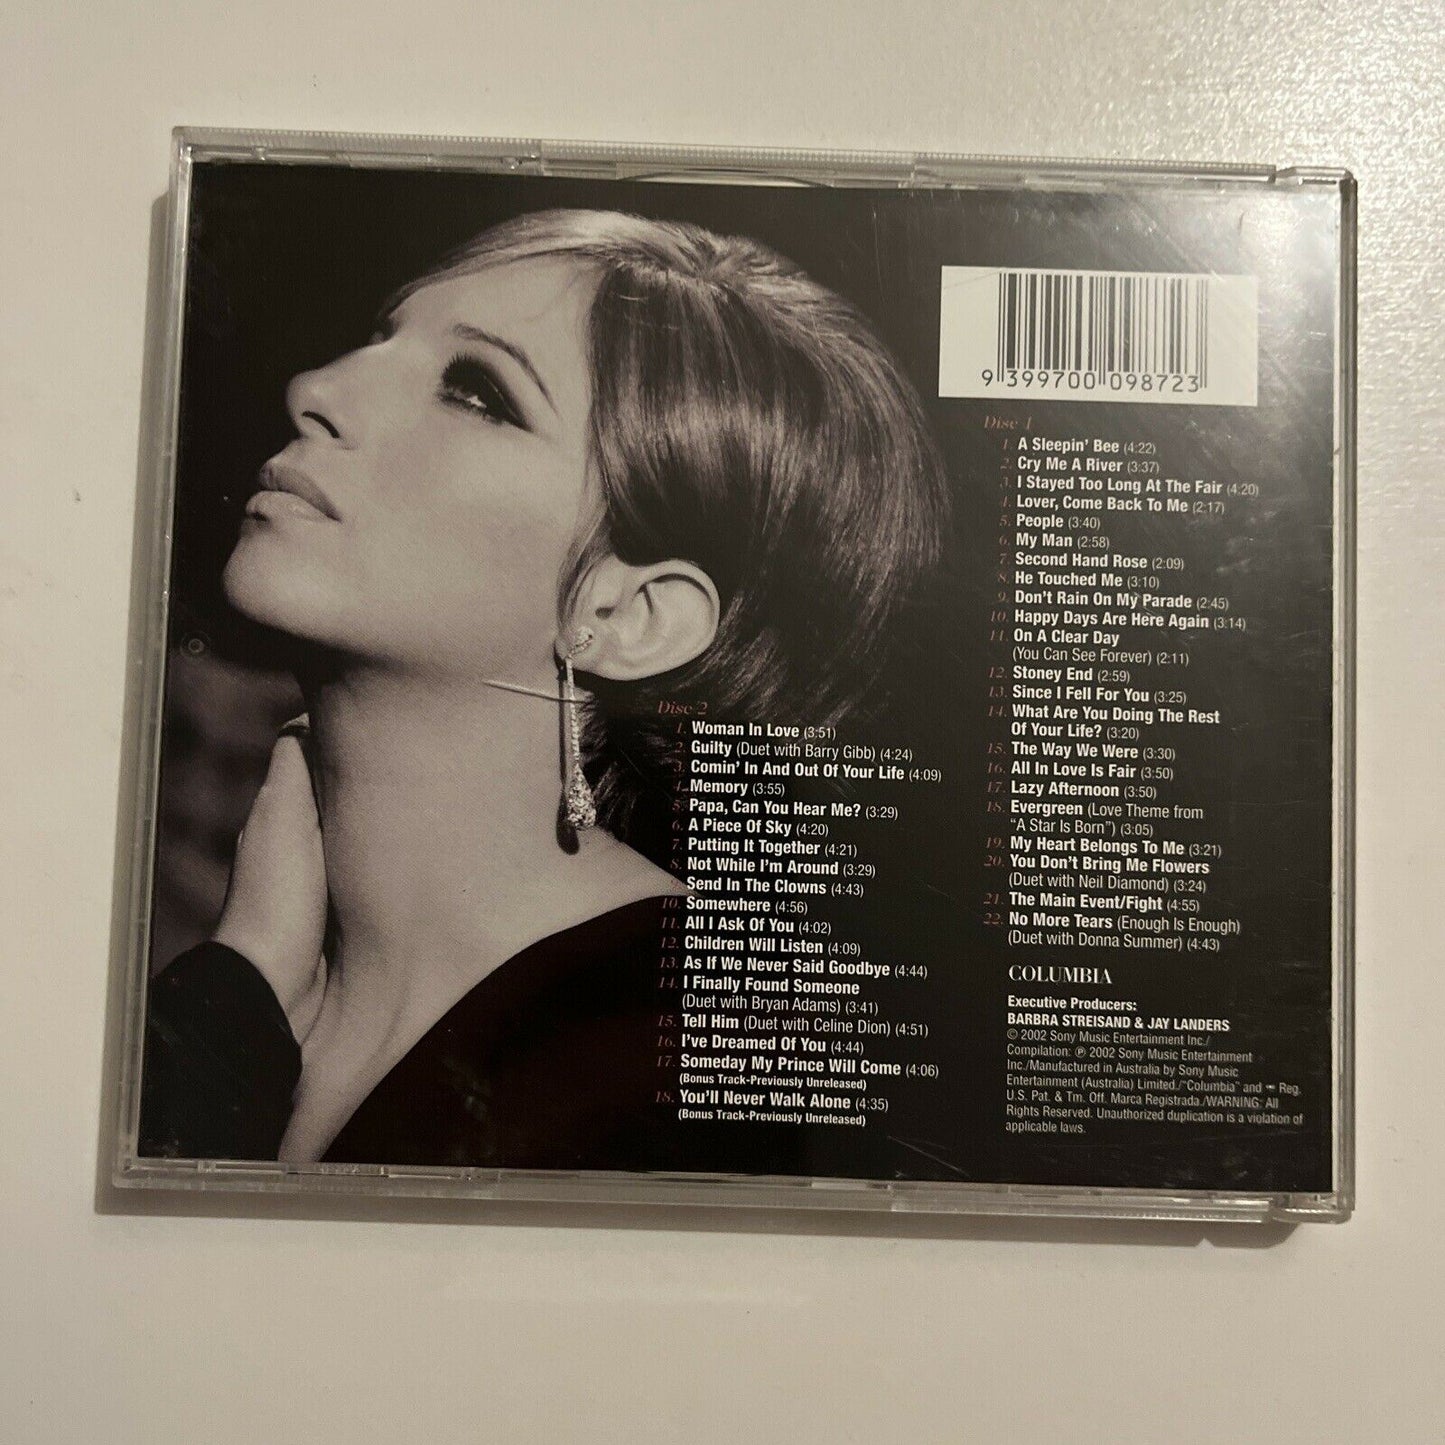 9 399700 098723
Disc 1
1. A Sleepin' Bee (4:22)
2. Cry Me A River (3:37)
3. I Stayed Too Long At The Fair (4:20)
4. Lover, Come Back To Me (2:17)
5. People (3:40)
6. My Man (2:58)
7. Second Hand Rose (2:09)
8. He Touched Me (3:10)
9. Don't Rain On My Parade (2:45)
10. Happy Days Are Here Again (3:14)
11. On A Clear Day
(You Can See Forever) (2:11)
12. Stoney End (2:59)
13. Since I Fell For You (3:25)
14. What Are You Doing The Rest
Of Your Life? (3:20)
15. The Way We Were (3:30)
16. All In Love Is Fair (3:50)
17. Lazy Afternoon (3:50)
18. Evergreen (Love Theme from
"A Star Is Born") (3:05)
19. My Heart Belongs To Me (3:21)
20. You Don't Bring Me Flowers
(Duet with Neil Diamond) (3:24)
21. The Main Event/Fight (4:55)
22. No More Tears (Enough Is Enough)
(Duet with Donna Summer) (4:43)
Disc 2
1. Woman In Love (3:51)
2. Guilty (Duet with Barry Gibb) (4:24)
3. Comin' In And Out Of Your Life (4:09)
4. Memory (3:55)
5. Papa, Can You Hear Me? (3:29)
6. A Piece Of Sky (4:20)
7. Putting It Together (4:21)
8. Not While I'm Around (3:29)
Send In The Clowns (4:43)
10. Somewhere (4:56)
11. All I Ask Of You (4:02)
12. Children Will Listen (4:09)
13. As If We Never Said Goodbye (4:44)
14. I Finally Found Someone
(Duet with Bryan Adams) (3:41)
15. Tell Him (Duet with Celine Dion) (4:51)
16. I've Dreamed Of You (4:44)
17. Someday My Prince Will Come (4:06)
(Bonus Track-Previously Unreleased)
18. You'll Never Walk Alone (4:35)
(Bonus Track-Previously Unreleased)
COLUMBIA
Executive Producers:
BARBRA STREISAND & JAY LANDERS
© 2002 Sony Music Entertainment Inc./
Compilation: ℗ 2002 Sony Music Entertainment
Inc./Manufactured in Australia by Sony Music
Entertainment (Australia) Limited./"Columbia" and Reg.
U.S. Pat. & Tm. Off. Marca Registrada./WARNING: All
Rights Reserved. Unauthorized duplication is a violation of
applicable laws.